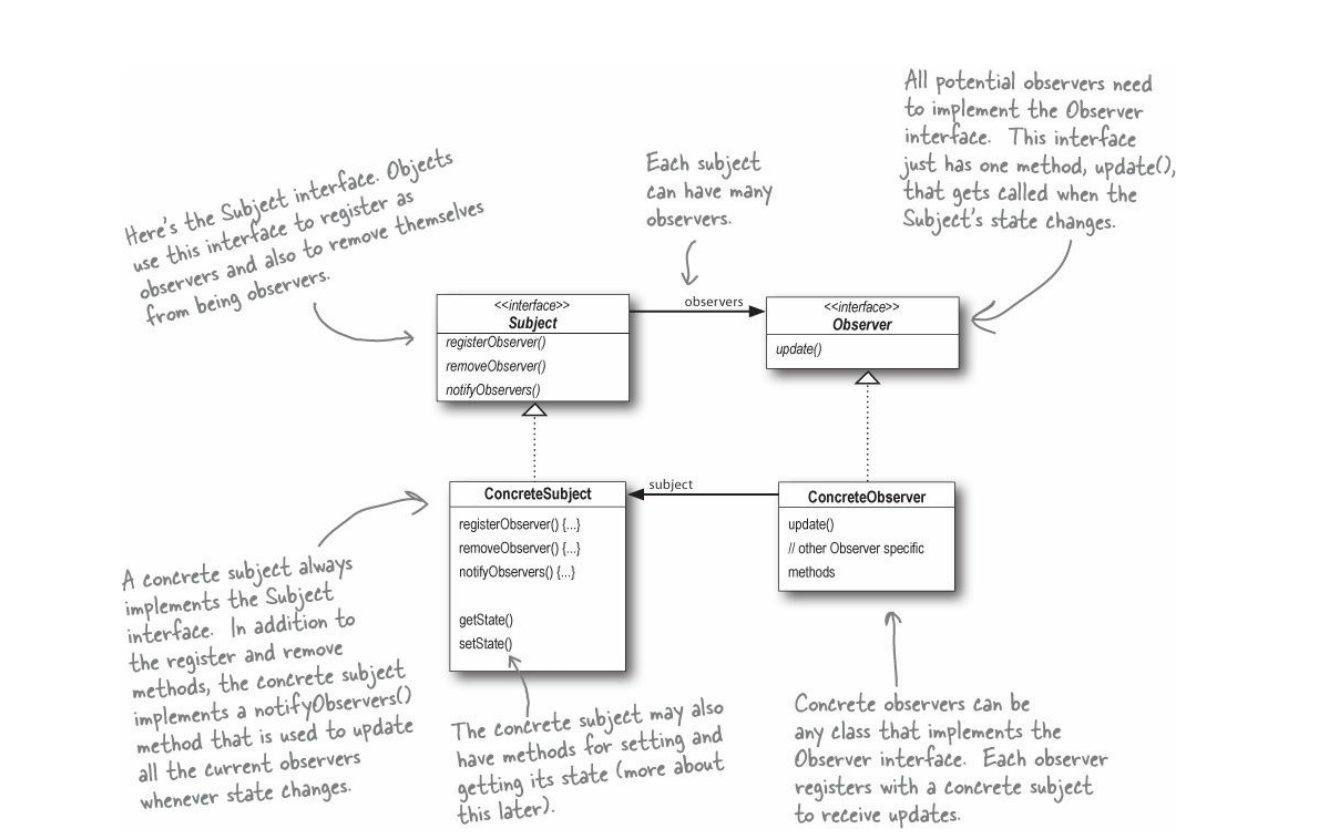 All potential observers need
to implement the Observer
interface. This interface
just has one method, update(),
that gets called when the
Subject's state changes.
Each subject
can have many
observers.
Here's the Subject interface. Objects
use this interface to register as
observers and also to remove themselves
from being observers.
<<interface>>
Subject
registerObserver()
removeObserver()
notifyObservers()
observers
<<interface>>
Observer
update()
ConcreteSubject
registerObserver() {...}
removeObserver() {...}
notifyObservers() {...}
getState()
setState()
subject
ConcreteObserver
update()
// other Observer specific
methods
A concrete subject always
implements the Subject
interface. In addition to
the register and remove
methods, the concrete subject
implements a notifyObservers()
method that is used to update
all the current observers
whenever state changes.
The concrete subject may also
have methods for setting and
getting its state (more about
this later).
Concrete observers can be
any class that implements the
Observer interface. Each observer
registers with a concrete subject
to receive updates.